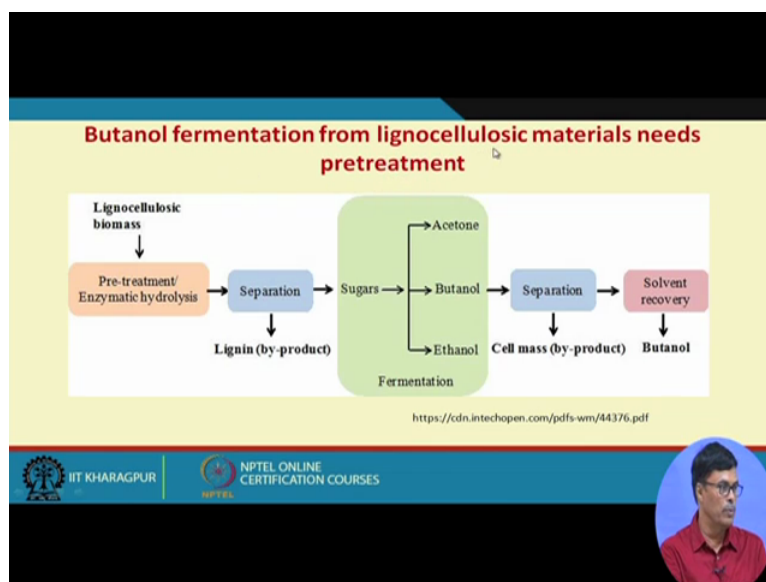 Butanol fermentation from lignocellulosic materials needs
pretreatment
Lignocellulosic
biomass
Pre-treatment/
Enzymatic hydrolysis
Separation
Lignin (by-product)
Sugars
Acetone
Butanol
Ethanol
Fermentation
Separation
Cell mass (by-product)
Solvent
recovery
Butanol
https://cdn.intechopen.com/pdfs-wm/44376.pdf
IIT KHARAGPUR
NPTEL
NPTEL ONLINE
CERTIFICATION COURSES